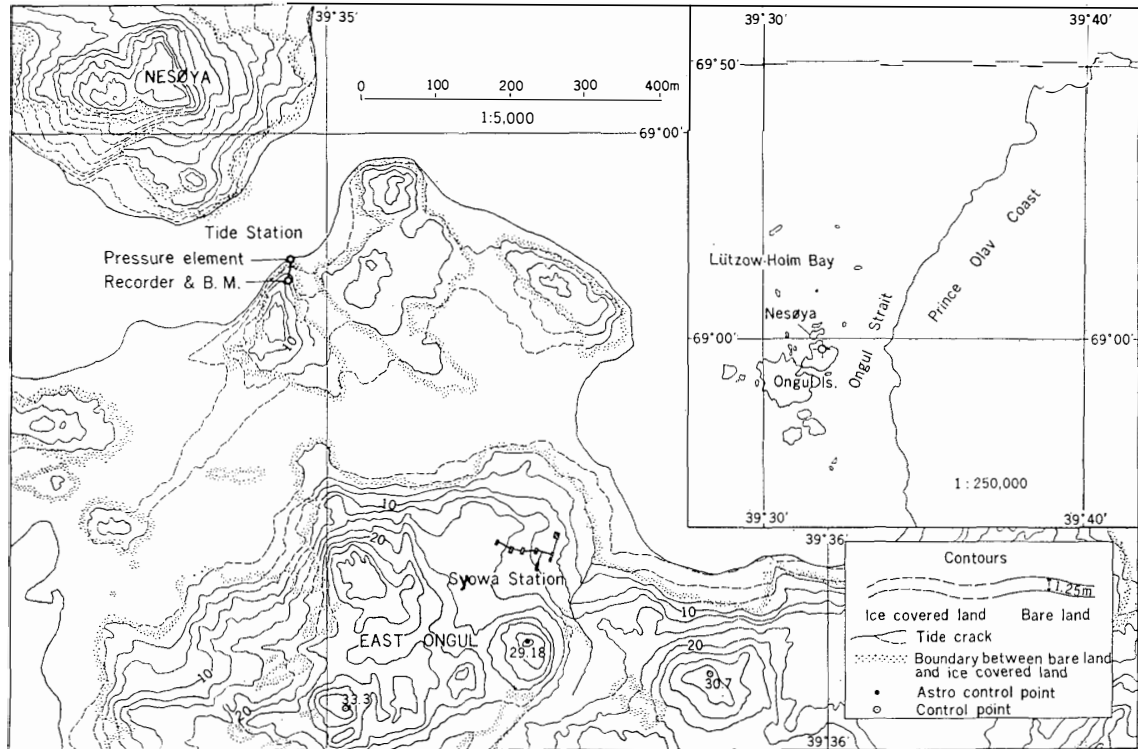 39°35'
39°30'
39°40'
NESØYA
0 100 200 300 400m
1:5,000
69°00'
69°50'
Tide Station
Pressure element
Recorder & B. M.
10
Lützow-Holm Bay
Nesøya
Ongul Strait
Prince Olav Coast
69°00'
69°00'
Ongul Is.
1 : 250,000
39°30'
39°40'
10
20
Syowa Station
EAST ONGUL
29.18
10
20
33.3
10
20
30.7
39°36'
39°36'
Contours
1.25m
Ice covered land Bare land
Tide crack
Boundary between bare land
and ice covered land
Astro control point
Control point